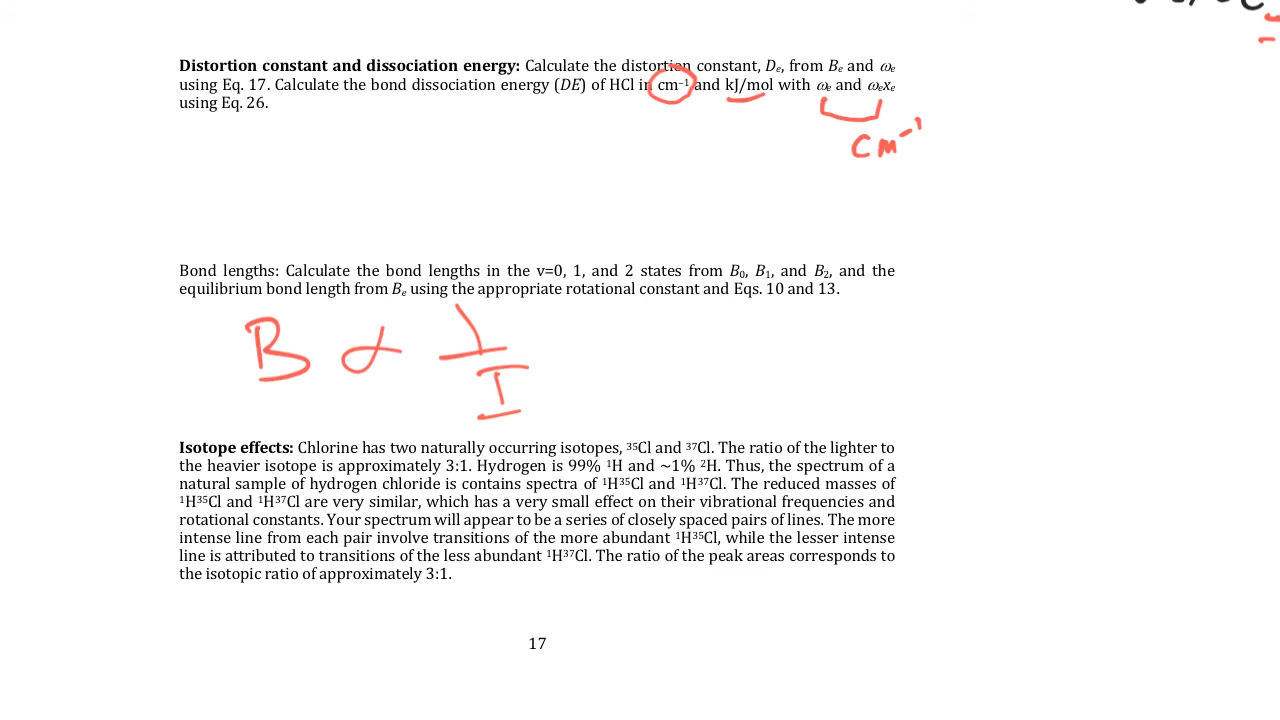 Distortion constant and dissociation energy: Calculate the distortion constant, Dₑ, from Bₑ and ωₑ
using Eq. 17. Calculate the bond dissociation energy (DE) of HCl in cm⁻¹ and kJ/mol with ωₑ and ωₑxₑ
using Eq. 26.
cm⁻¹
Bond lengths: Calculate the bond lengths in the v=0, 1, and 2 states from B₀, B₁, and B₂, and the
equilibrium bond length from Bₑ using the appropriate rotational constant and Eqs. 10 and 13.
B ∝ 1/I
Isotope effects: Chlorine has two naturally occurring isotopes, ³⁵Cl and ³⁷Cl. The ratio of the lighter to
the heavier isotope is approximately 3:1. Hydrogen is 99% ¹H and ~1% ²H. Thus, the spectrum of a
natural sample of hydrogen chloride is contains spectra of ¹H³⁵Cl and ¹H³⁷Cl. The reduced masses of
¹H³⁵Cl and ¹H³⁷Cl are very similar, which has a very small effect on their vibrational frequencies and
rotational constants. Your spectrum will appear to be a series of closely spaced pairs of lines. The more
intense line from each pair involve transitions of the more abundant ¹H³⁵Cl, while the lesser intense
line is attributed to transitions of the less abundant ¹H³⁷Cl. The ratio of the peak areas corresponds to
the isotopic ratio of approximately 3:1.
17